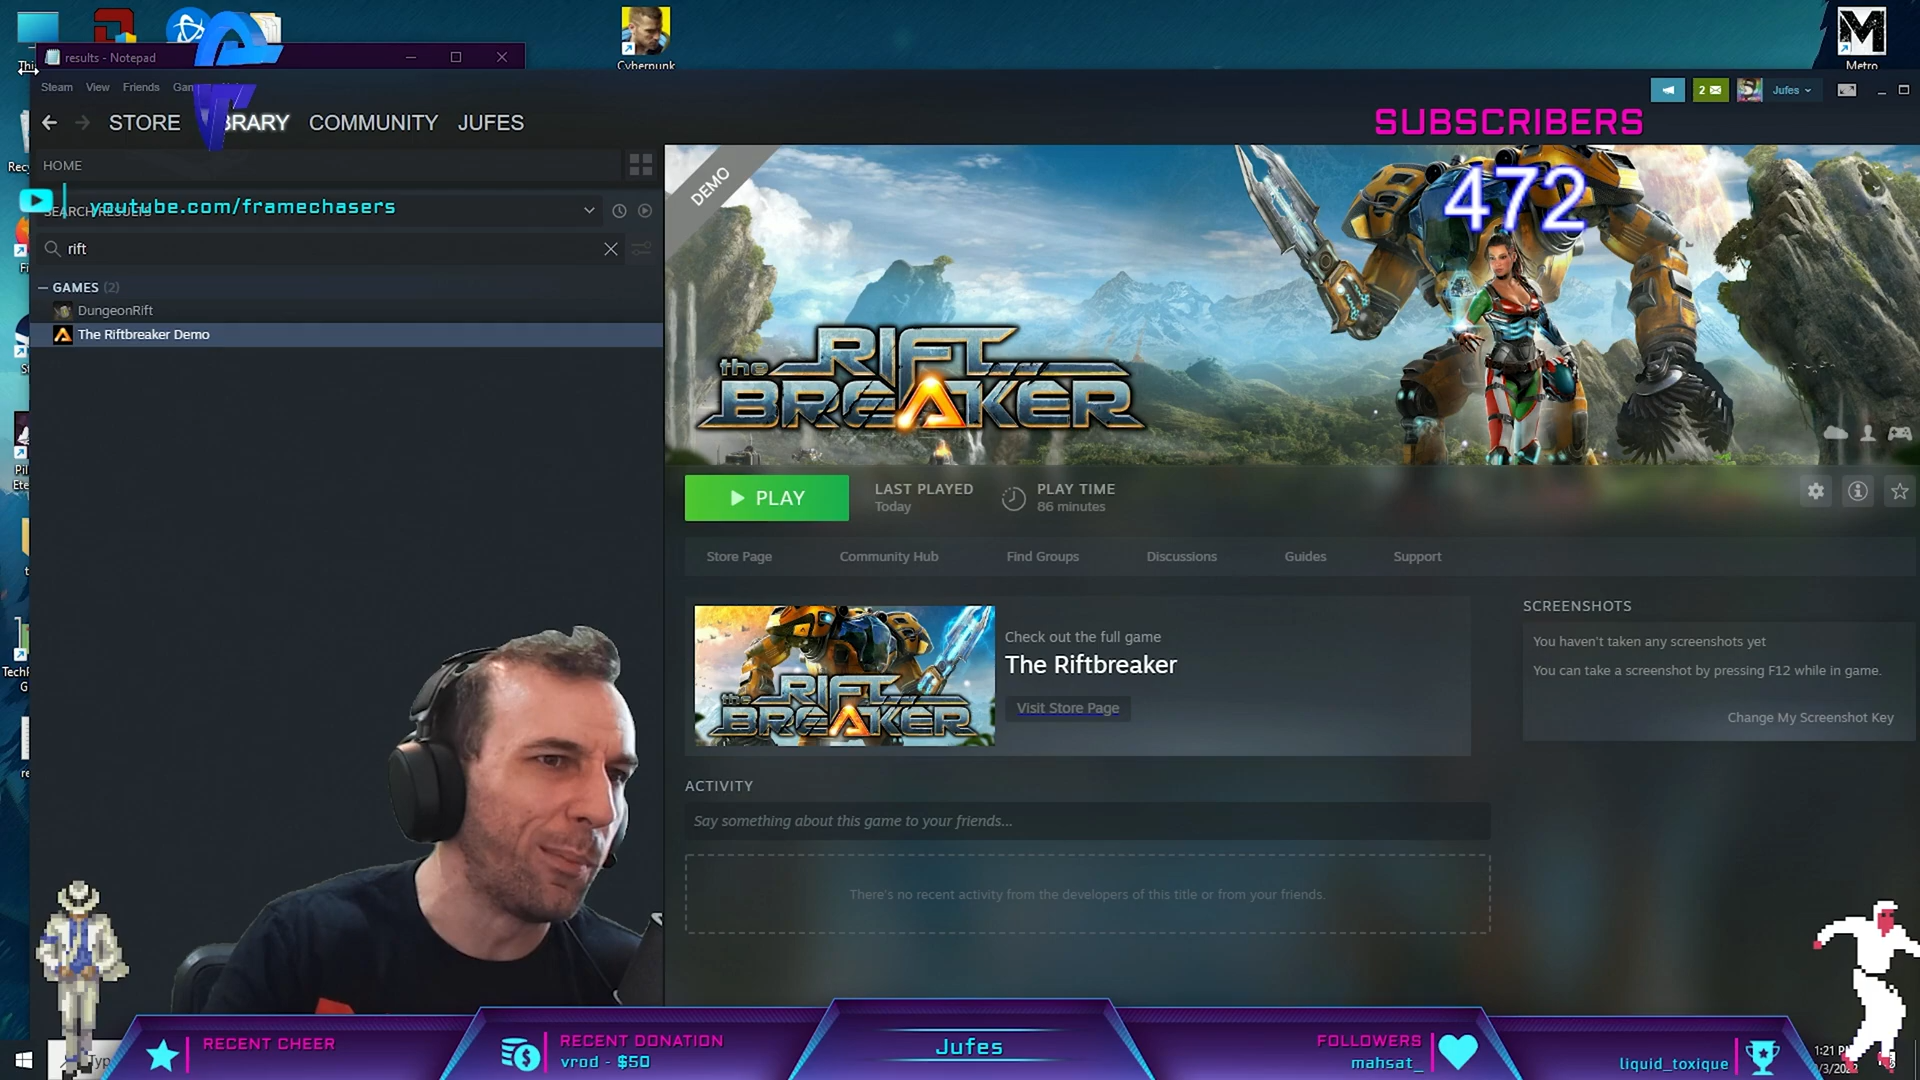 results - Notepad
Cyberpunk
Metro
Steam View Friends
2
Jufes
STORE
COMMUNITY JUFES
SUBSCRIBERS
472
HOME
youtube.com/framechasers
rift
GAMES (2)
DungeonRift
The Riftbreaker Demo
DEMO
the RIFT
BREAKER
PLAY
LAST PLAYED
Today
PLAY TIME
86 minutes
Store Page
Community Hub
Find Groups
Discussions
Guides
Support
Check out the full game
The Riftbreaker
Visit Store Page
the RIFT
BREAKER
SCREENSHOTS
You haven't taken any screenshots yet
You can take a screenshot by pressing F12 while in game.
Change My Screenshot Key
ACTIVITY
Say something about this game to your friends...
There's no recent activity from the developers of this title or from your friends.
RECENT CHEER
RECENT DONATION
vrod - $50
Jufes
FOLLOWERS
mahsat_
liquid_toxique